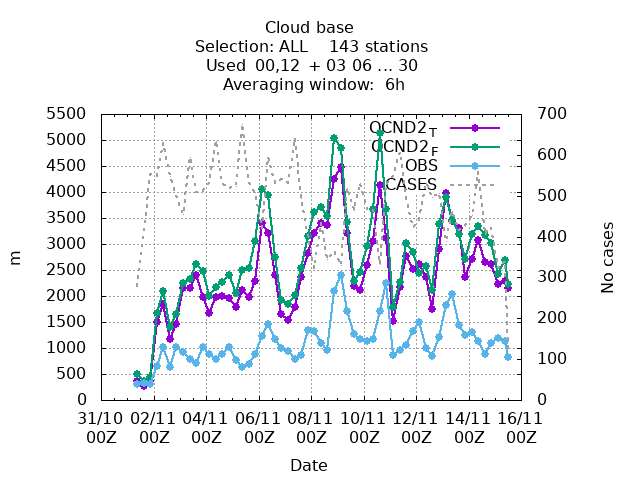 Cloud base
Selection: ALL 143 stations
Used 00,12 + 03 06 ... 30
Averaging window: 6h
m
5500
5000
4500
4000
3500
3000
2500
2000
1500
1000
500
0
OCND2 T
OCND2 F
OBS
CASES
700
600
500
400
300
200
100
0
No cases
31/10 02/11 04/11 06/11 08/11 10/11 12/11 14/11 16/11
00Z 00Z 00Z 00Z 00Z 00Z 00Z 00Z 00Z
Date